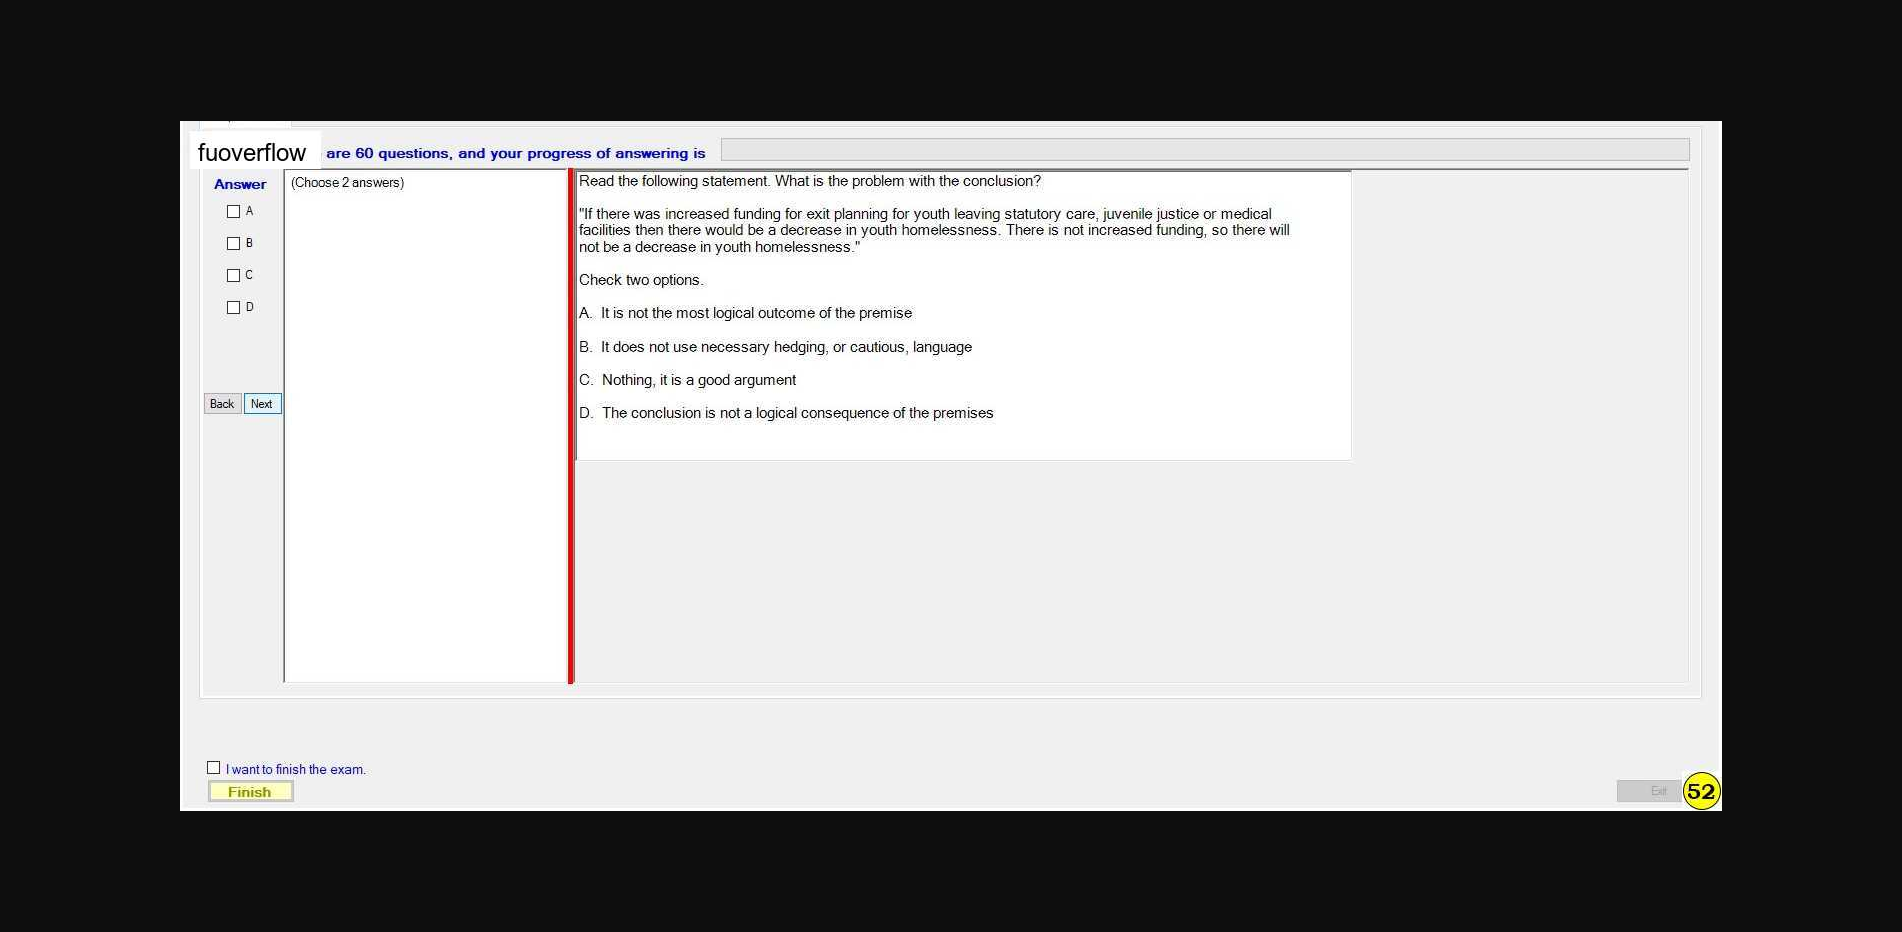 fuoverflow are 60 questions, and your progress of answering is
Answer
A
B
C
D
Back Next
(Choose 2 answers)
Read the following statement. What is the problem with the conclusion?
"If there was increased funding for exit planning for youth leaving statutory care, juvenile justice or medical
facilities then there would be a decrease in youth homelessness. There is not increased funding, so there will
not be a decrease in youth homelessness."
Check two options.
A. It is not the most logical outcome of the premise
B. It does not use necessary hedging, or cautious, language
C. Nothing, it is a good argument
D. The conclusion is not a logical consequence of the premises
I want to finish the exam.
Finish
Exit
52